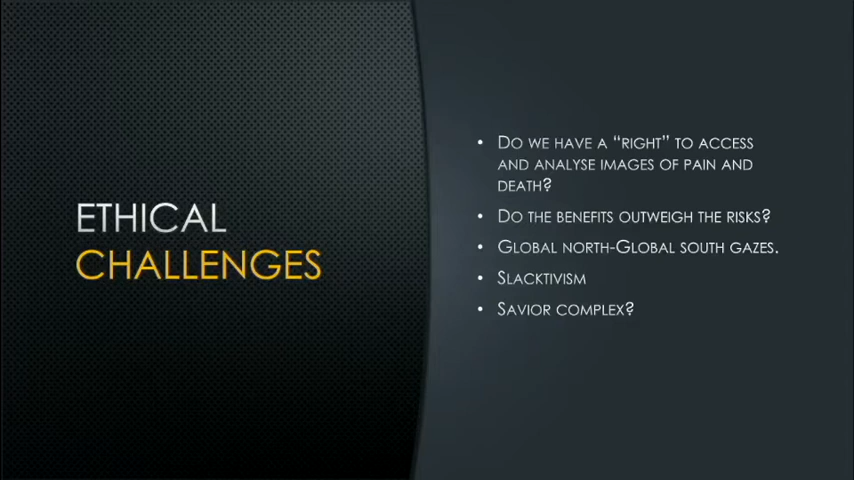 ETHICAL
CHALLENGES
• Do we have a “right” to access
and analyse images of pain and
death?
• Do the benefits outweigh the risks?
• Global north-Global south gazes.
• Slacktivism
• Savior complex?